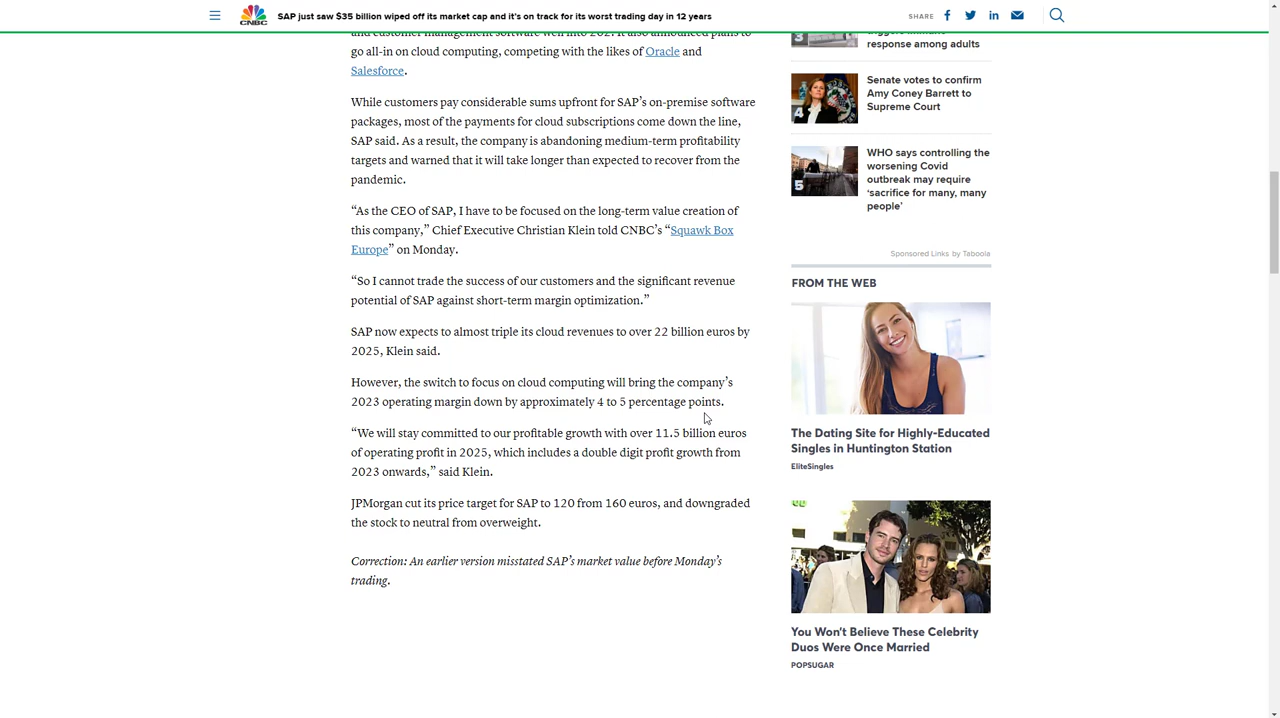 CNBC
SAP just saw $35 billion wiped off its market cap and it's on track for its worst trading day in 12 years
SHARE
go all-in on cloud computing, competing with the likes of Oracle and
Salesforce.
While customers pay considerable sums upfront for SAP's on-premise software
packages, most of the payments for cloud subscriptions come down the line,
SAP said. As a result, the company is abandoning medium-term profitability
targets and warned that it will take longer than expected to recover from the
pandemic.
“As the CEO of SAP, I have to be focused on the long-term value creation of
this company,” Chief Executive Christian Klein told CNBC's “Squawk Box
Europe” on Monday.
“So I cannot trade the success of our customers and the significant revenue
potential of SAP against short-term margin optimization.”
SAP now expects to almost triple its cloud revenues to over 22 billion euros by
2025, Klein said.
However, the switch to focus on cloud computing will bring the company's
2023 operating margin down by approximately 4 to 5 percentage points.
“We will stay committed to our profitable growth with over 11.5 billion euros
of operating profit in 2025, which includes a double digit profit growth from
2023 onwards,” said Klein.
JPMorgan cut its price target for SAP to 120 from 160 euros, and downgraded
the stock to neutral from overweight.
Correction: An earlier version misstated SAP's market value before Monday's
trading.
3
response among adults
4
Senate votes to confirm
Amy Coney Barrett to
Supreme Court
5
WHO says controlling the
worsening Covid
outbreak may require
‘sacrifice for many, many
people’
Sponsored Links by Taboola
FROM THE WEB
The Dating Site for Highly-Educated
Singles in Huntington Station
EliteSingles
You Won't Believe These Celebrity
Duos Were Once Married
POPSUGAR